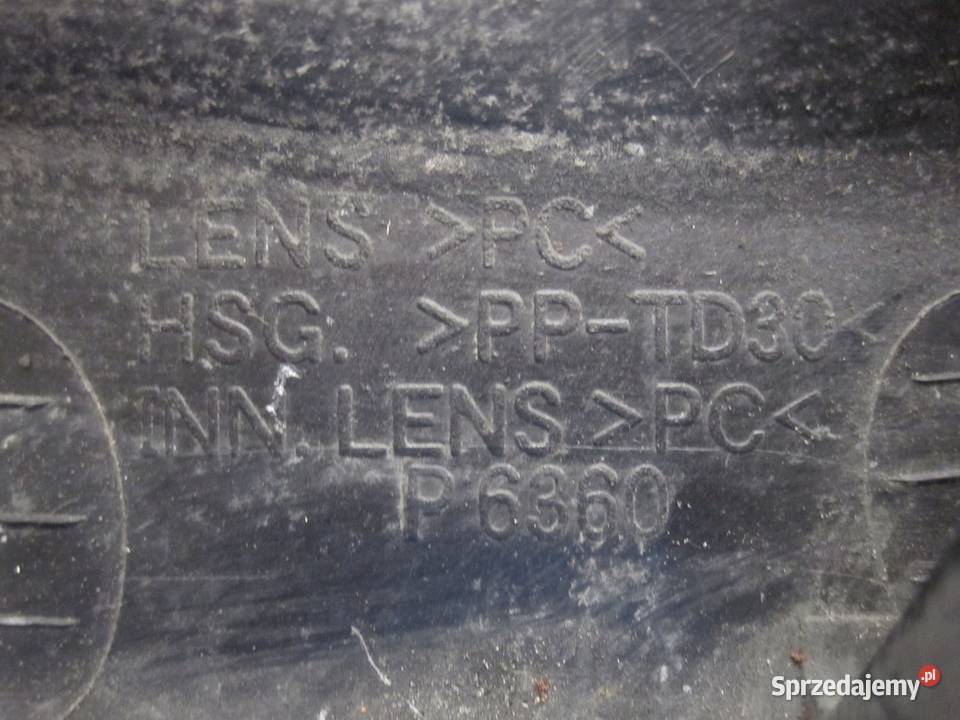 LENS >PC<
HSG. >PP-TD30<
INN. LENS >PC<
P 6360
Sprzedajemy.pl